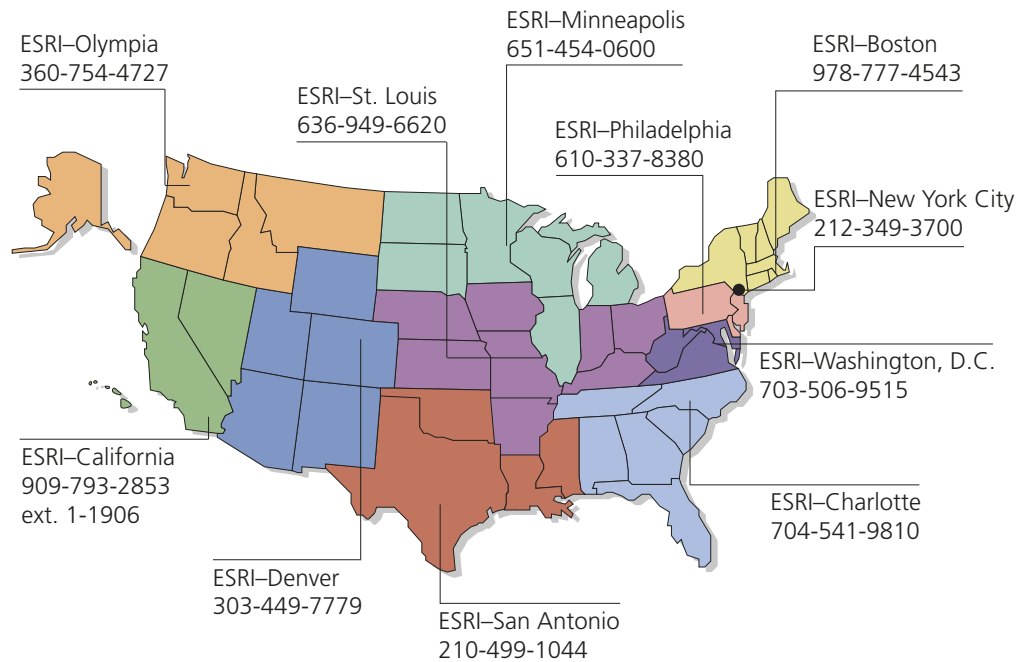 ESRI–Minneapolis
651-454-0600
ESRI–Olympia
360-754-4727
ESRI–Boston
978-777-4543
ESRI–St. Louis
636-949-6620
ESRI–Philadelphia
610-337-8380
ESRI–New York City
212-349-3700
ESRI–Washington, D.C.
703-506-9515
ESRI–California
909-793-2853
ext. 1-1906
ESRI–Charlotte
704-541-9810
ESRI–Denver
303-449-7779
ESRI–San Antonio
210-499-1044